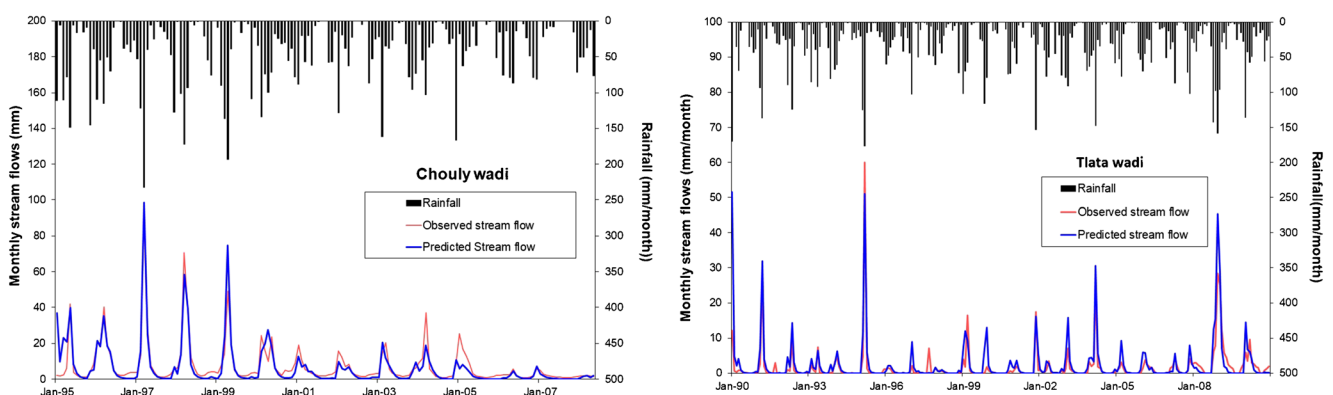 Monthly stream flows (mm)
200
180
160
140
120
100
80
60
40
20
0
Chouly wadi
Rainfall
Observed stream flow
Predicted Stream flow
Jan-95
Jan-97
Jan-99
Jan-01
Jan-03
Jan-05
Jan-07
0
50
100
150
200
250
300
350
400
450
500
Rainfall (mm/month))
Monthly stream flows (mm/month)
100
90
80
70
60
50
40
30
20
10
0
Tlata wadi
Rainfall
Observed stream flow
Predicted stream flow
Jan-90
Jan-93
Jan-96
Jan-99
Jan-02
Jan-05
Jan-08
0
50
100
150
200
250
300
350
400
450
500
Rainfall(mm/month)